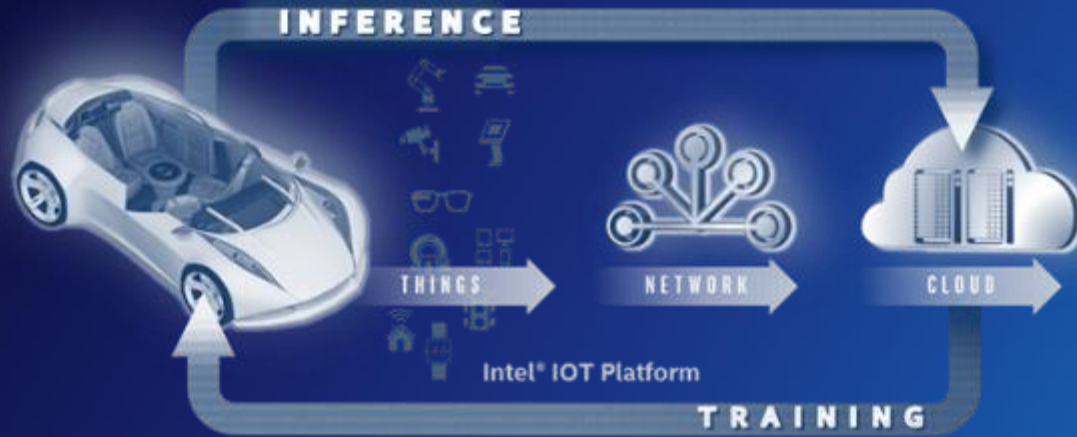 INFERENCE
THINGS
NETWORK
CLOUD
Intel® IOT Platform
TRAINING